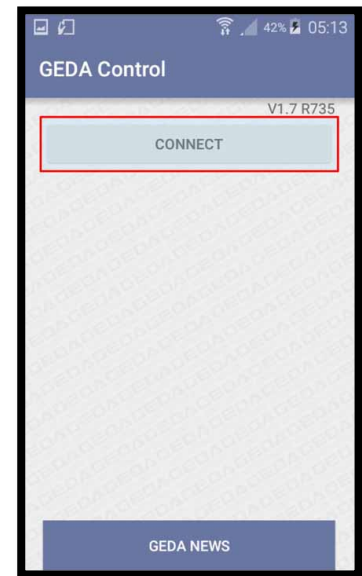 42% 05:13
GEDA Control
V1.7 R735
CONNECT
GEDA NEWS